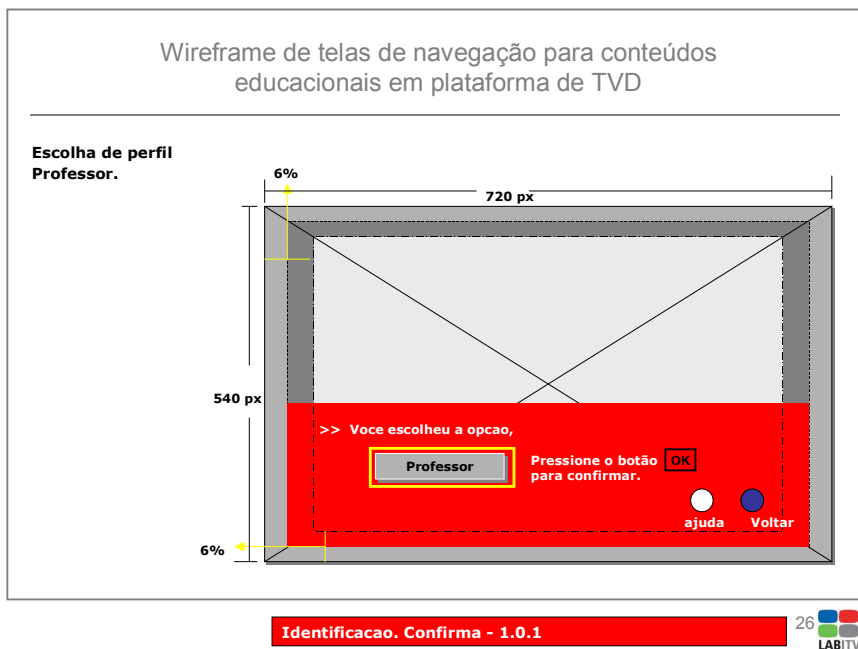 Wireframe de telas de navegação para conteúdos
educacionais em plataforma de TVD
Escolha de perfil
Professor.
6%
720 px
540 px
>> Voce escolheu a opcao,
Professor
Pressione o botão OK
para confirmar.
ajuda Voltar
6%
Identificacao. Confirma - 1.0.1
26
LABITV